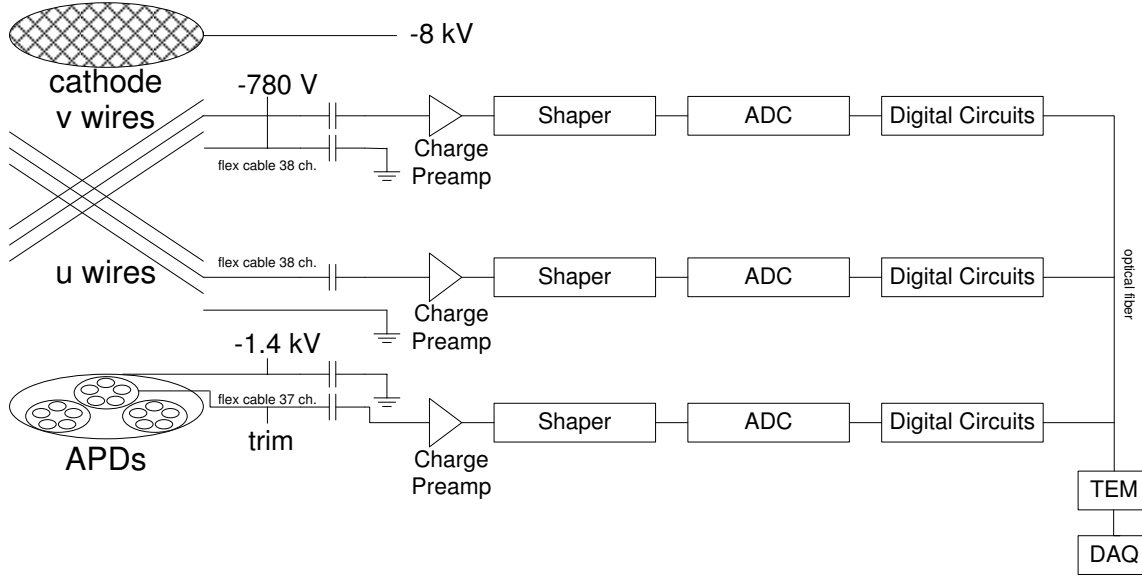 -8 kV
cathode
v wires
-780 V
Shaper
ADC
Digital Circuits
Charge
Preamp
flex cable 38 ch.
flex cable 38 ch.
u wires
Shaper
ADC
Digital Circuits
optical fiber
Charge
Preamp
-1.4 kV
flex cable 37 ch.
Shaper
ADC
Digital Circuits
trim
APDs
Charge
Preamp
TEM
DAQ